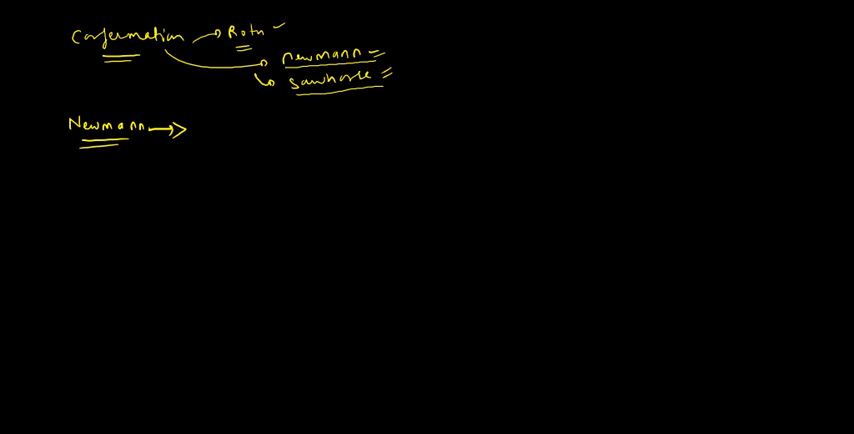 Conformation → Rotn ✓
→ newmann =
↳ sawhorse =
Newmann →>